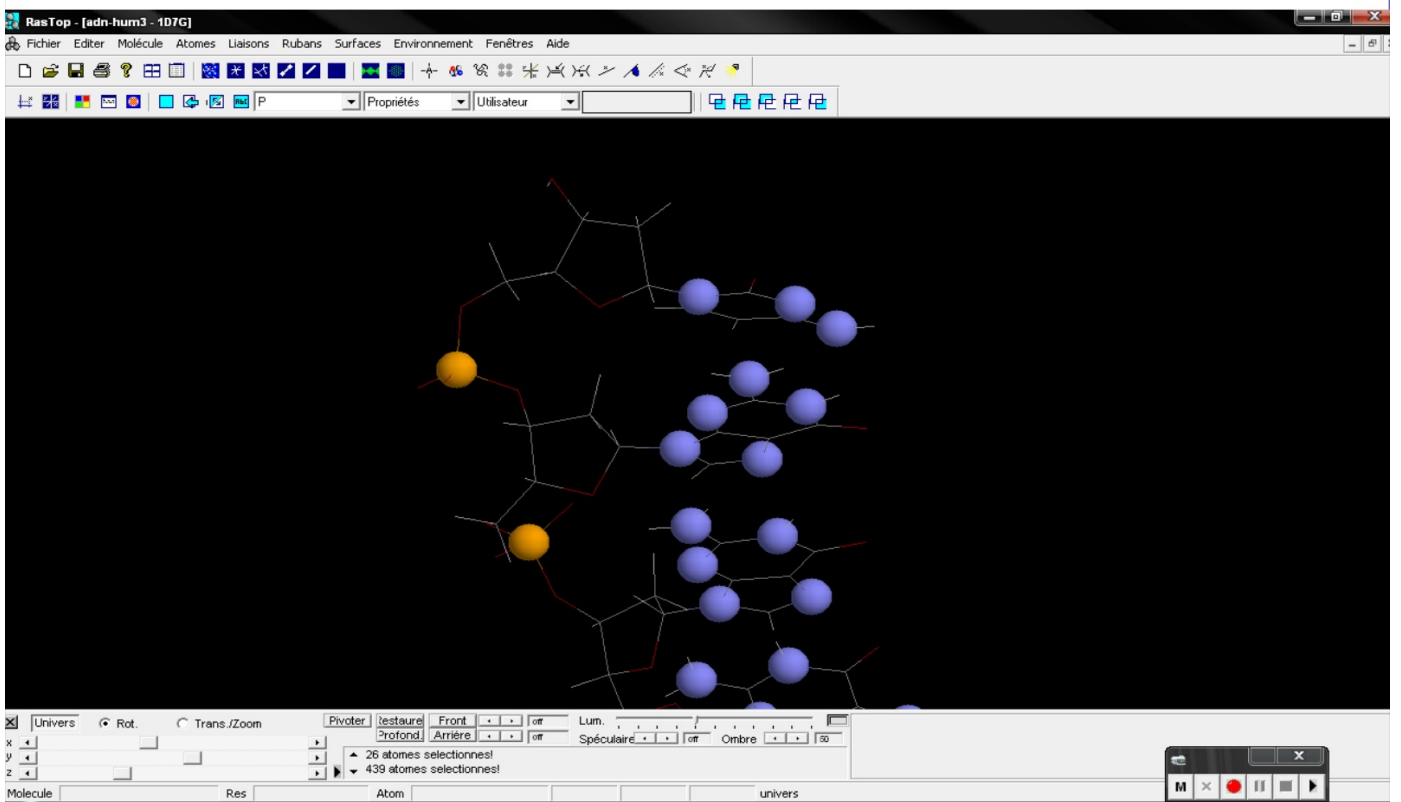 RasTop - [adn-hum3 - 1D7G]
Fichier Editer Molécule Atomes Liaisons Rubans Surfaces Environnement Fenêtres Aide
P Propriétés Utilisateur
Univers Rot. Trans./Zoom Pivoter Restaure Front off Lum.
Profond. Arrière off Spéculaire off Ombre 50
x
y
z
26 atomes selectionnes!
439 atomes selectionnes!
M
Molecule Res Atom univers